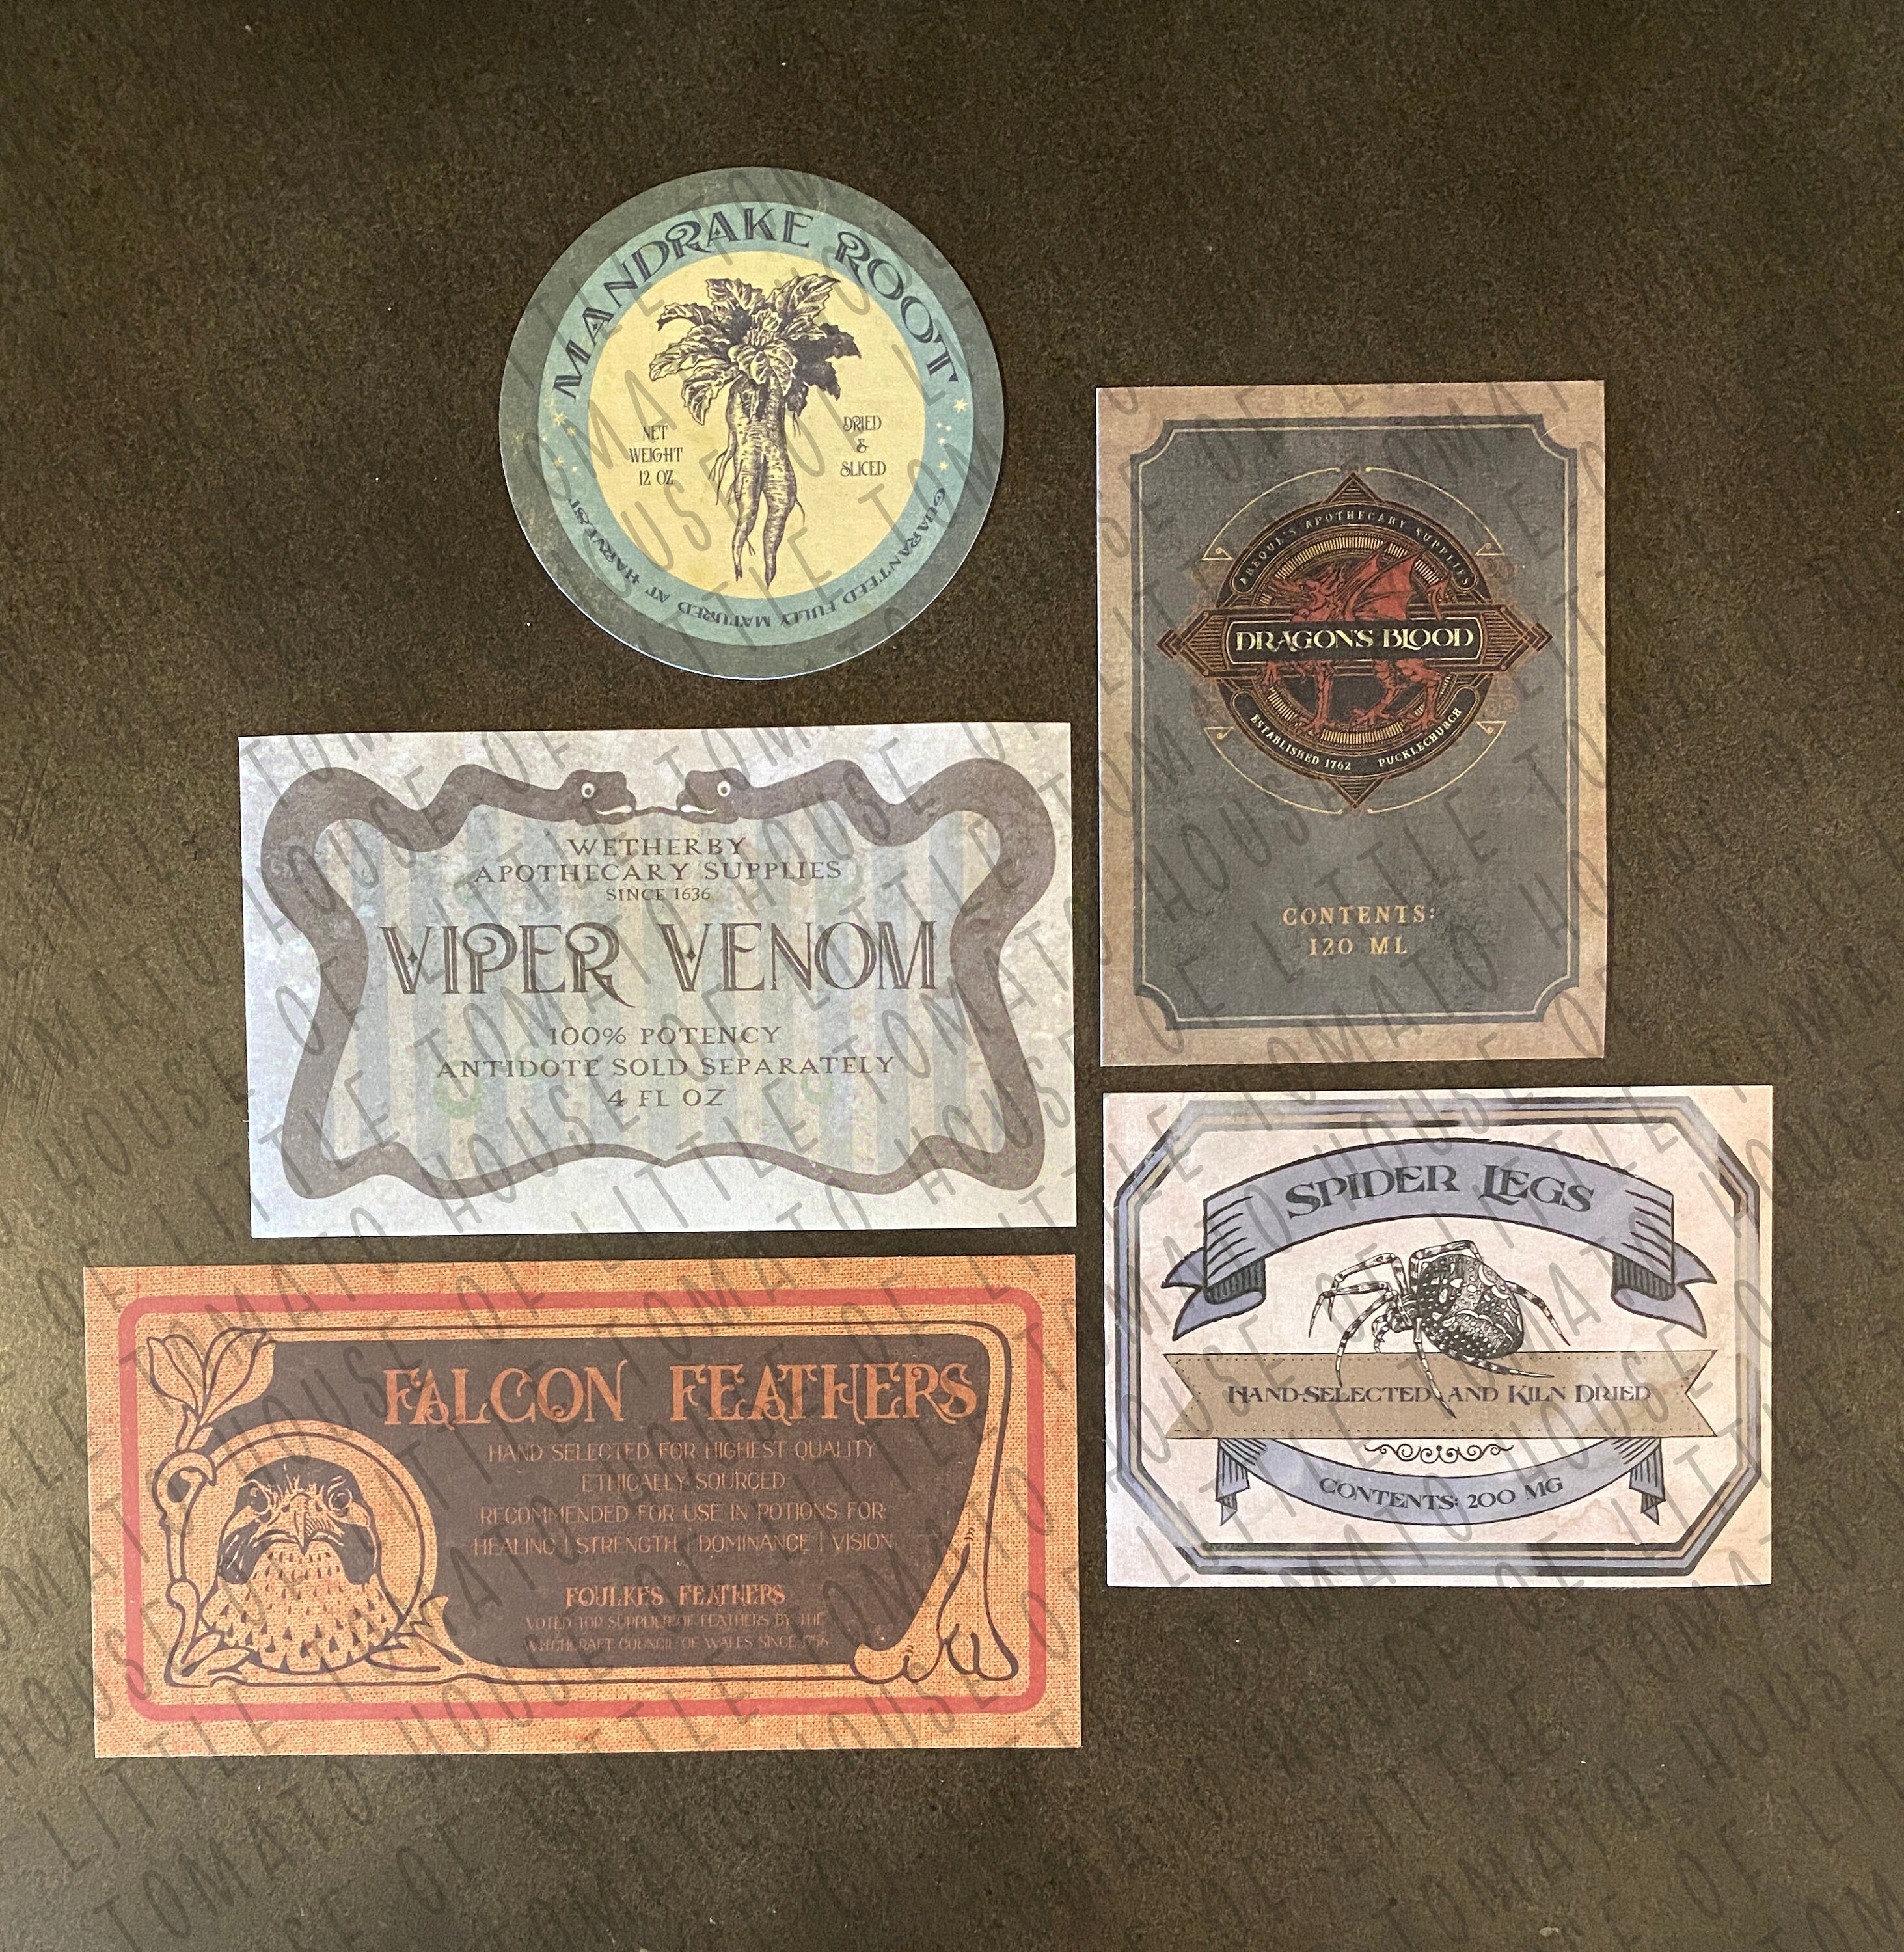 MANDRAKE ROOT
NET
WEIGHT
12 OZ
DRIED
&
SLICED
GUARANTEED FULLY MATURED AT HARVEST
APOTHECARY SUPPLIES
DRAGON'S BLOOD
ESTABLISHED 1762 PUCKLECHURCH
CONTENTS:
120 ML
WETHERBY
APOTHECARY SUPPLIES
SINCE 1636
VIPER VENOM
100% POTENCY
ANTIDOTE SOLD SEPARATELY
4 FL OZ
SPIDER LEGS
HAND-SELECTED AND KILN DRIED
CONTENTS: 200 MG
FALCON FEATHERS
HAND SELECTED FOR HIGHEST QUALITY
ETHICALLY SOURCED
RECOMMENDED FOR USE IN POTIONS FOR:
HEALING | STRENGTH | DOMINANCE | VISION
FOULKES FEATHERS
VOTED TOP SUPPLIER OF FEATHERS BY THE
WITCHCRAFT COUNCIL OF WALES SINCE
HOUSE OF LITTLE TOMATO